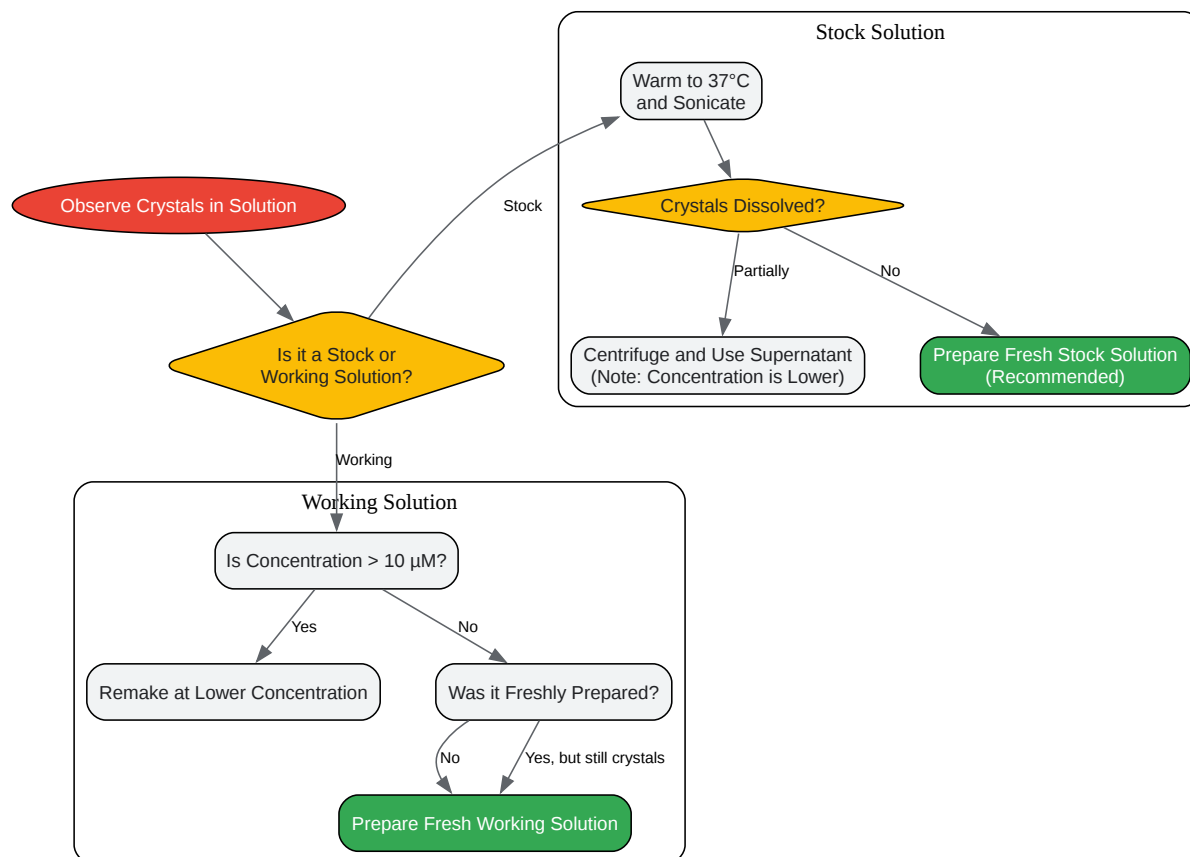 Stock Solution
Warm to 37°C
and Sonicate
Observe Crystals in Solution
Stock
Crystals Dissolved?
Partially
No
Is it a Stock or
Working Solution?
Centrifuge and Use Supernatant
(Note: Concentration is Lower)
Prepare Fresh Stock Solution
(Recommended)
Working
Working Solution
Is Concentration > 10 µM?
Yes
No
Remake at Lower Concentration
Was it Freshly Prepared?
No
Yes, but still crystals
Prepare Fresh Working Solution